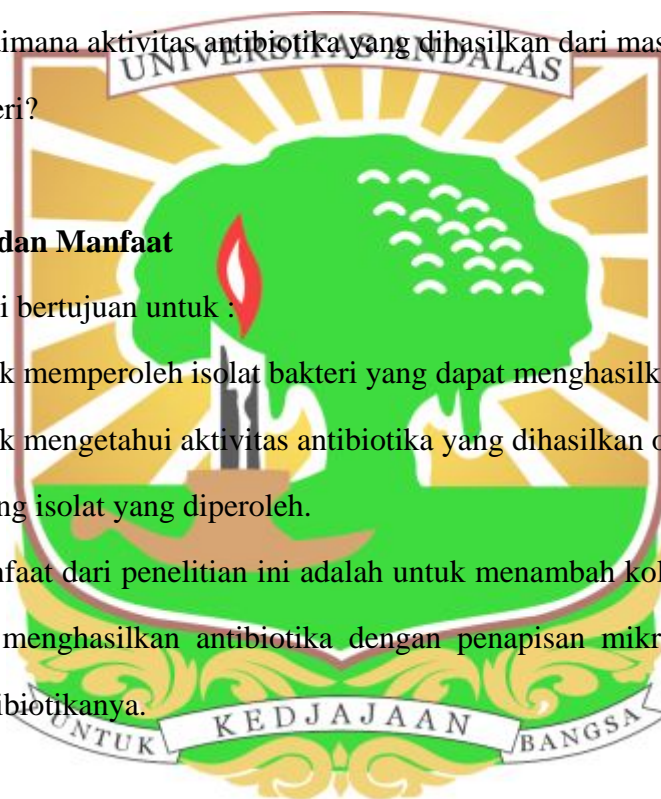 imana aktivitas antibiotika yang dihasilkan dari mas
UNIVERSITAS ANDALAS
eri?
dan Manfaat
i bertujuan untuk :
k memperoleh isolat bakteri yang dapat menghasilk
k mengetahui aktivitas antibiotika yang dihasilkan o
ng isolat yang diperoleh.
nfaat dari penelitian ini adalah untuk menambah kol
menghasilkan antibiotika dengan penapisan mikr
ibiotikanya.
UNTUK KEDJAJAAN BANGSA